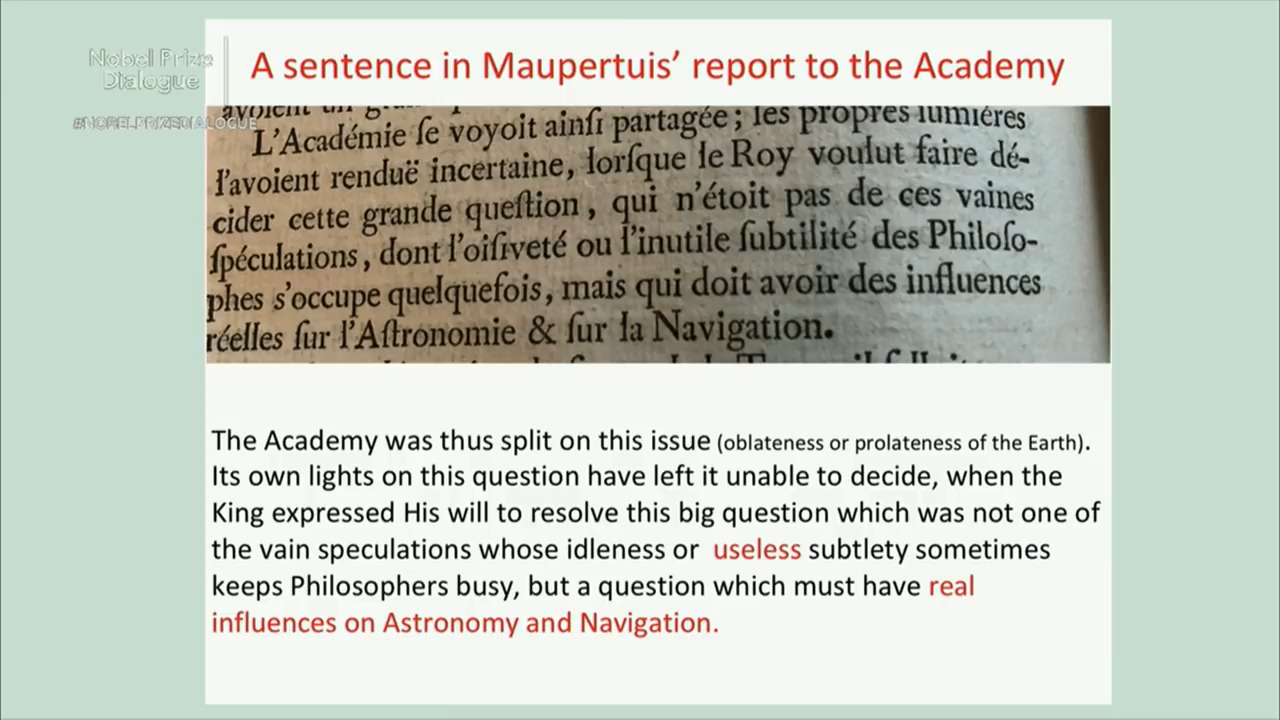 Nobel Prize
Dialogue
#NOBELPRIZEDIALOGUE
A sentence in Maupertuis’ report to the Academy
L'Académie ſe voyoit ainſi partagée ; ſes propres lumiéres
l'avoient renduë incertaine, lorſque le Roy voulut faire dé-
cider cette grande queſtion, qui n'étoit pas de ces vaines
ſpéculations, dont l'oiſiveté ou l'inutile ſubtilité des Philoſo-
phes s'occupe quelquefois, mais qui doit avoir des influences
réelles ſur l'Aſtronomie & ſur la Navigation.
The Academy was thus split on this issue (oblateness or prolateness of the Earth).
Its own lights on this question have left it unable to decide, when the
King expressed His will to resolve this big question which was not one of
the vain speculations whose idleness or useless subtlety sometimes
keeps Philosophers busy, but a question which must have real
influences on Astronomy and Navigation.